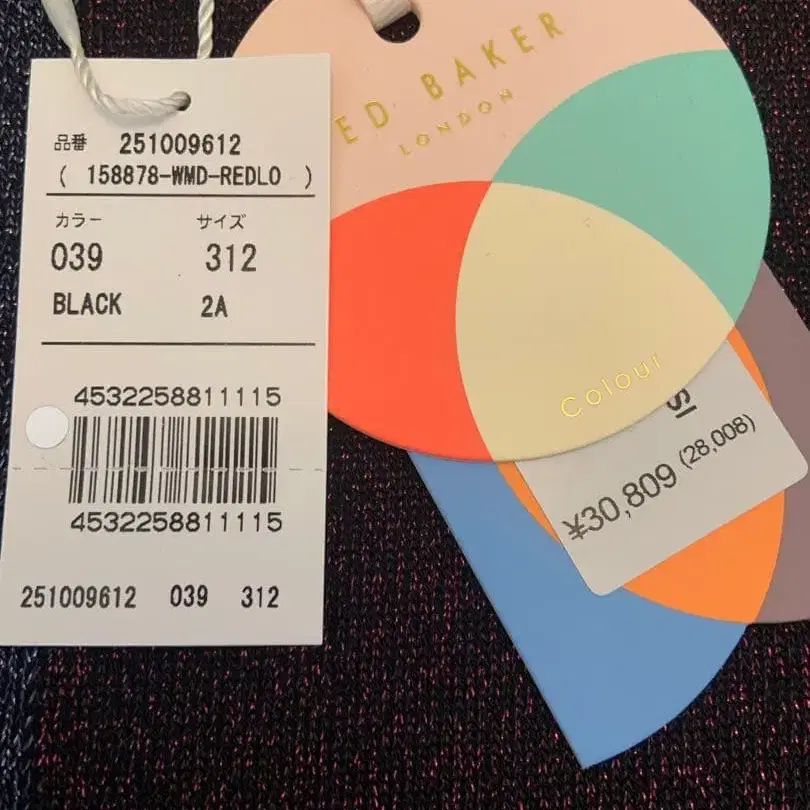 品番 251009612
( 158878-WMD-REDLO )
カラー サイズ
039 312
BLACK 2A
4532258811115
4532258811115
251009612 039 312
ED BAKER
LONDON
Colour
SI
¥30,809 (28,008)